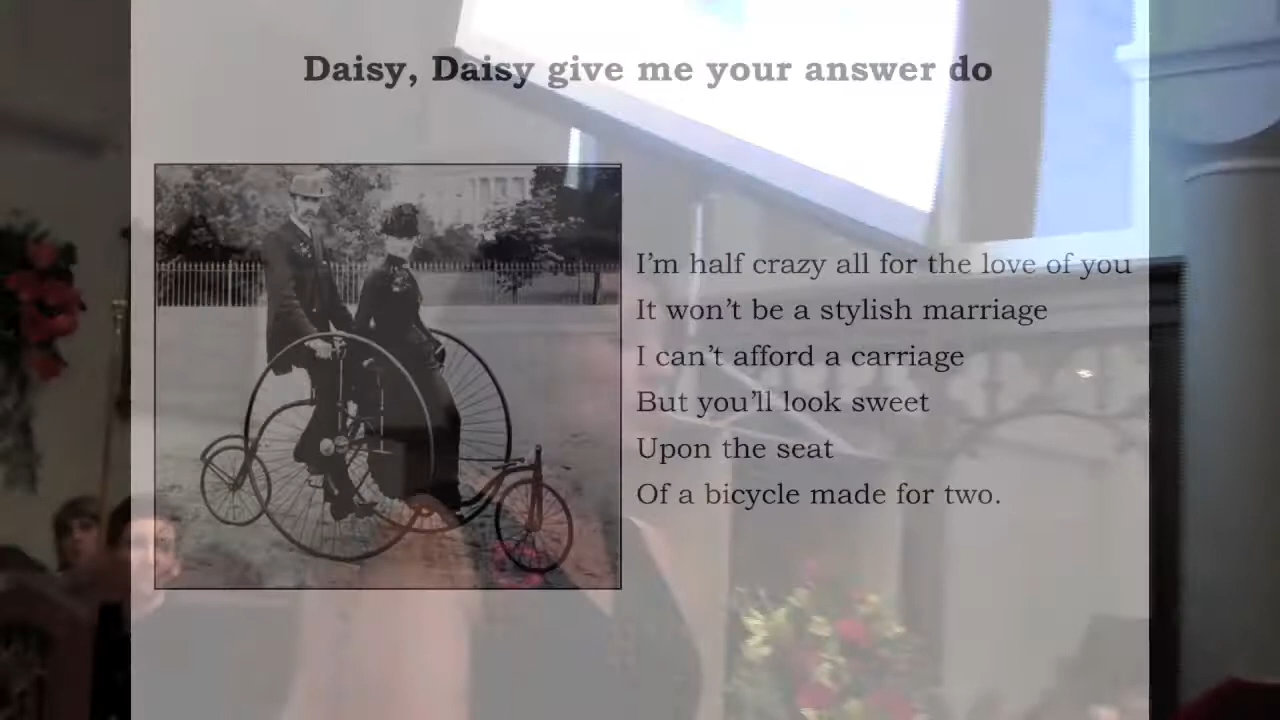 Daisy, Daisy give me your answer do
I'm half crazy all for the love of you
It won't be a stylish marriage
I can't afford a carriage
But you'll look sweet
Upon the seat
Of a bicycle made for two.